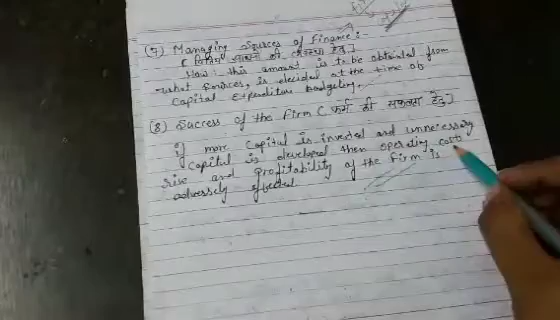 (7) Managing Sources of Finance :-
[ वित्तीय साधनों की व्यवस्था हेतु ]
How : this amount is to be obtained from
what sources, is decided at the time of
Capital Expenditure budgeting.
(8) Success of the firm [ फर्म की सफलता हेतु ]
If more Capital is invested and unnecessary
Capital is developed then operating costs
rise and profitability of the firm is
adversely effected.